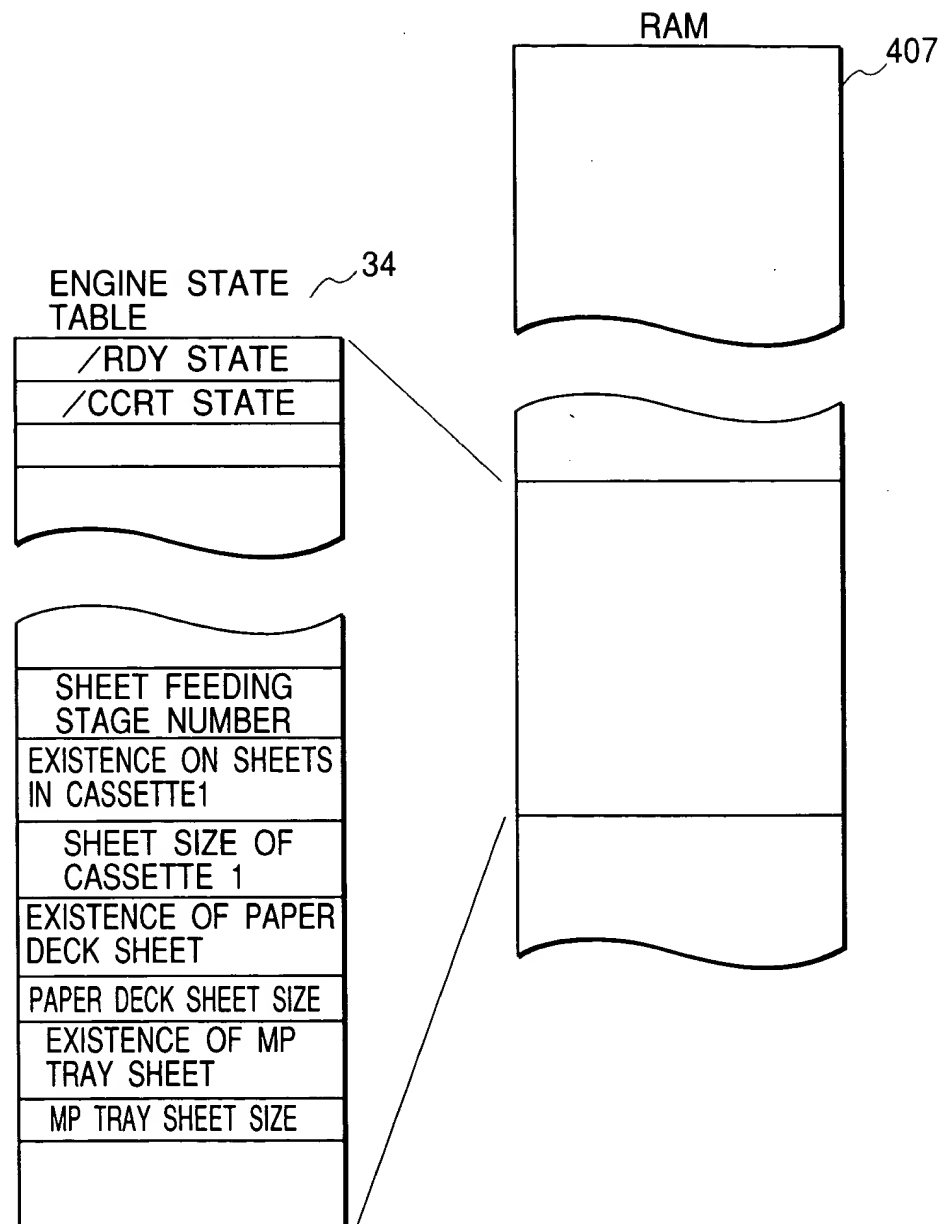 RAM
407
ENGINE STATE
TABLE
34
/RDY STATE
/CCRT STATE
SHEET FEEDING
STAGE NUMBER
EXISTENCE ON SHEETS
IN CASSETTE1
SHEET SIZE OF
CASSETTE 1
EXISTENCE OF PAPER
DECK SHEET
PAPER DECK SHEET SIZE
EXISTENCE OF MP
TRAY SHEET
MP TRAY SHEET SIZE